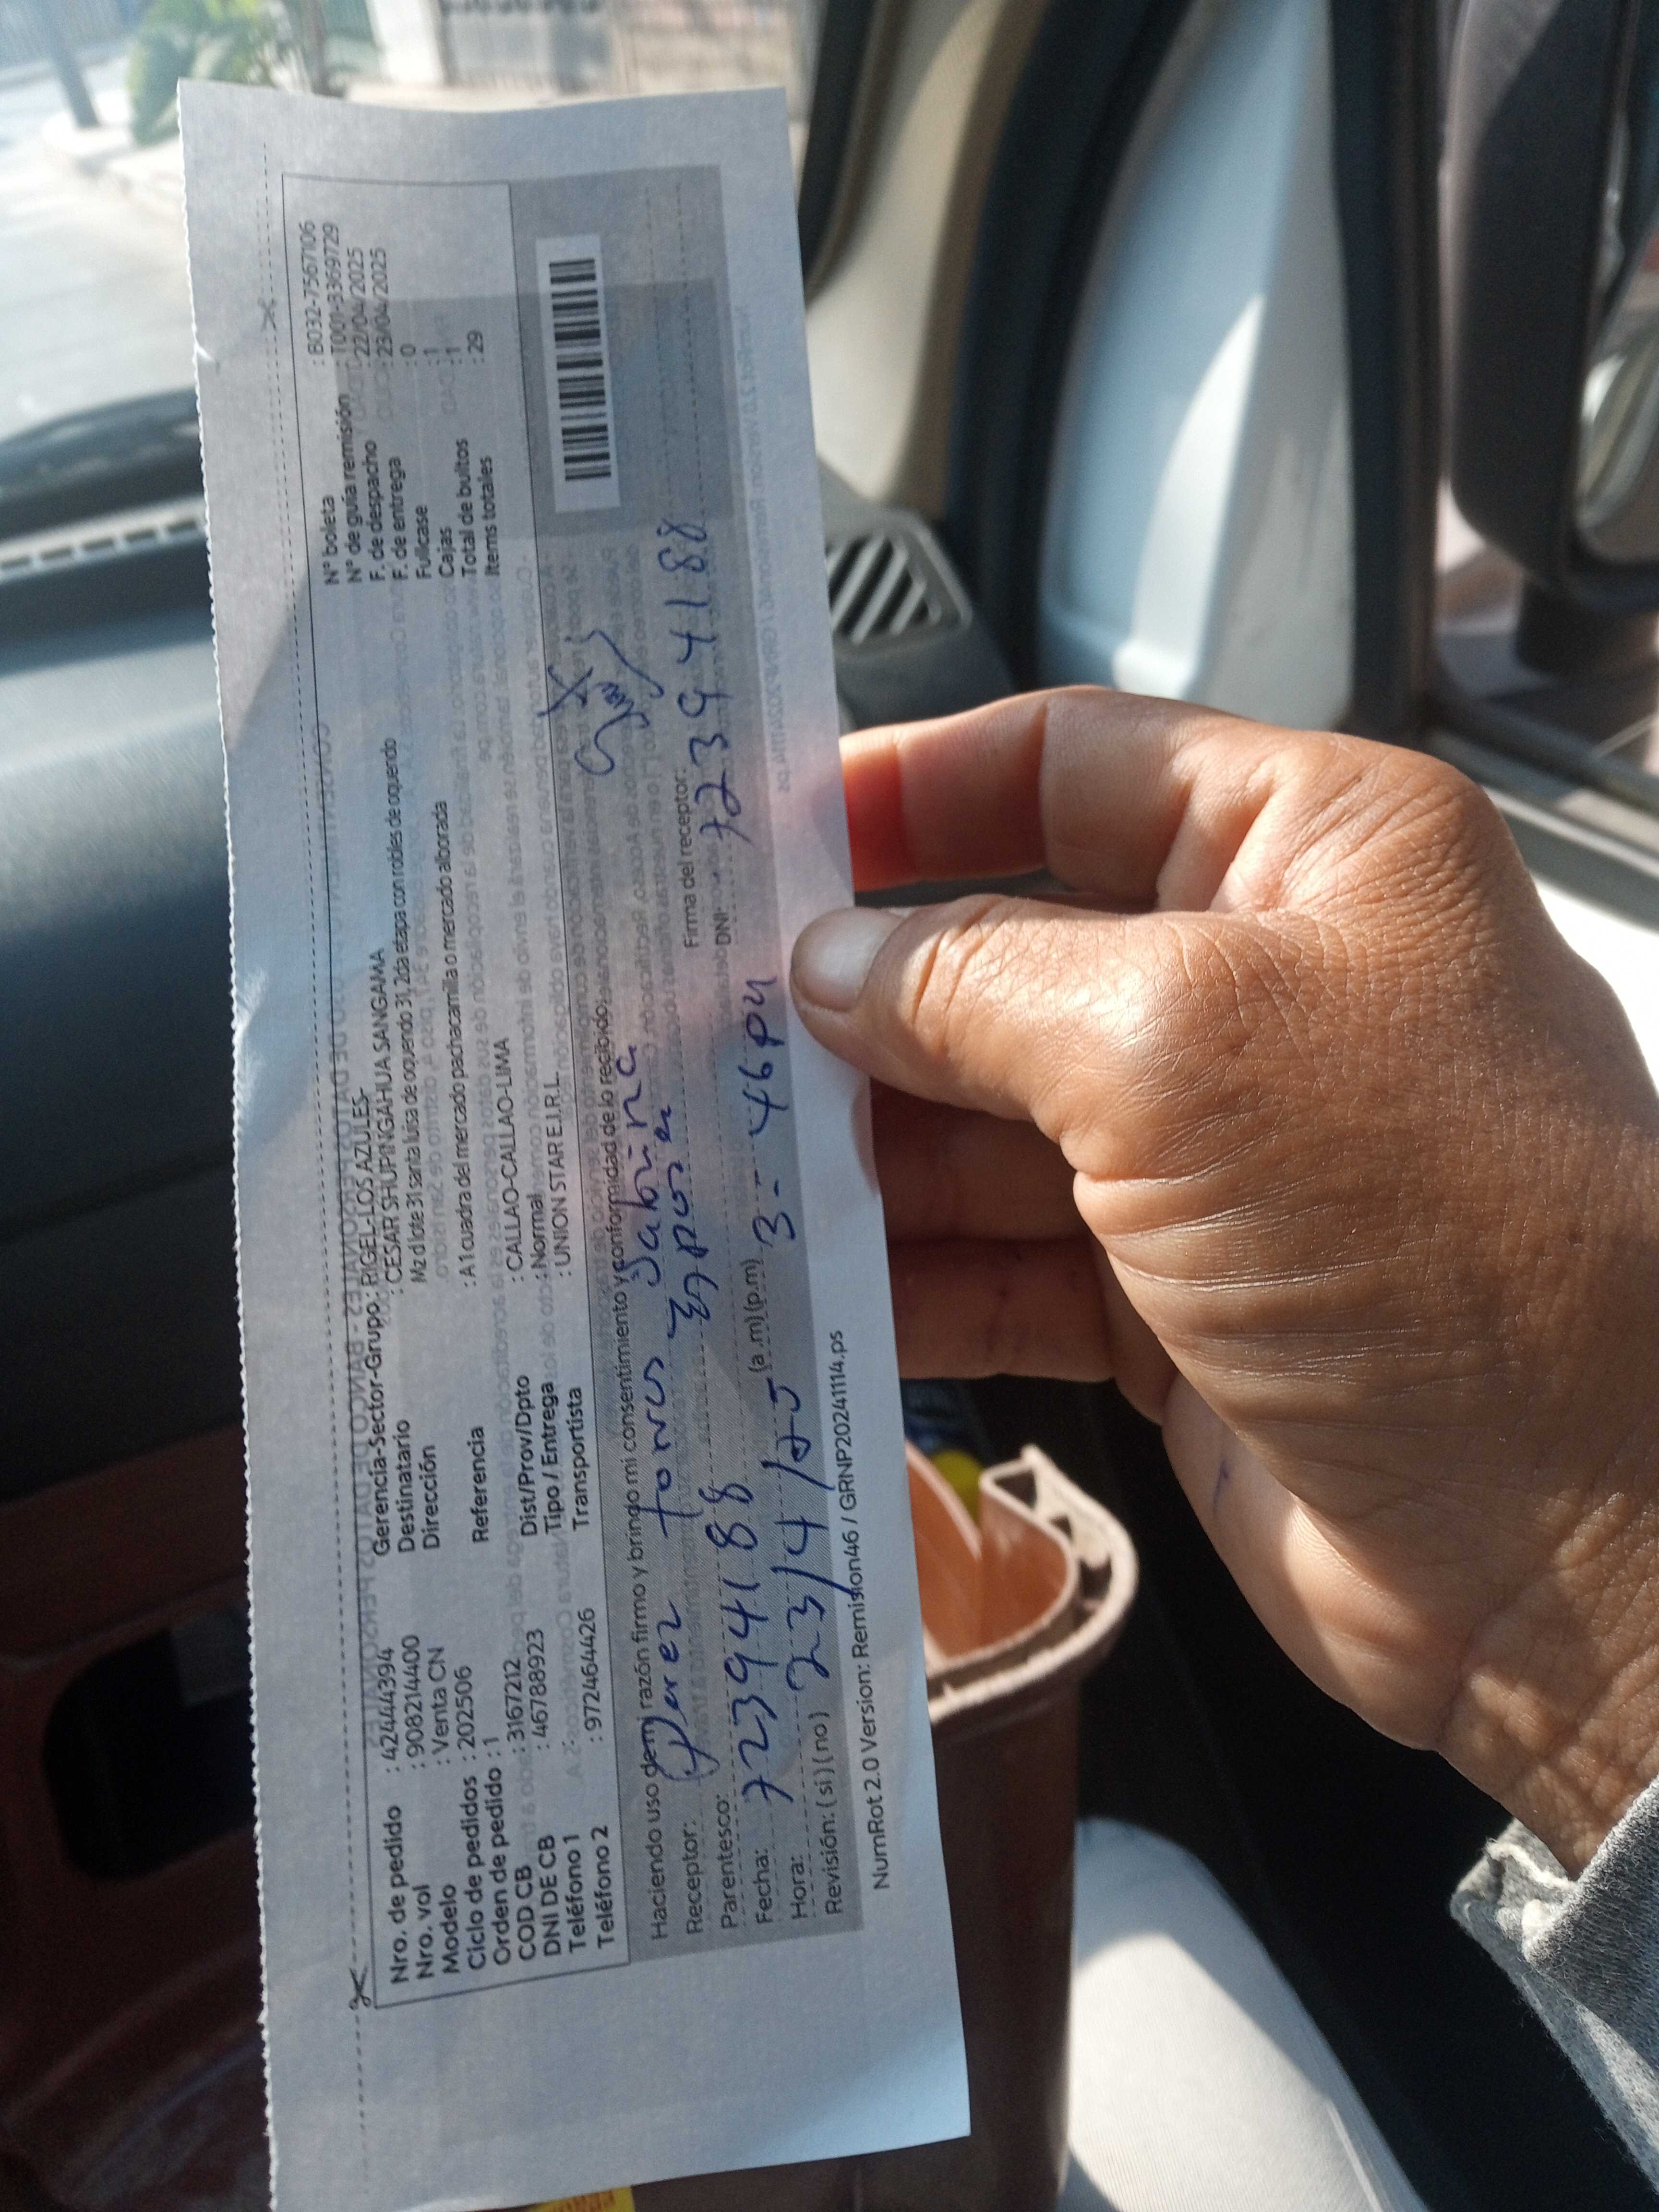 Nro. de pedido : 42444394
Nro. vol : 908214400
Modelo : Venta CN
Ciclo de pedidos : 202506
Orden de pedido : 1
COD CB : 3167212
DNI DE CB : 46788923
Teléfono 1
Teléfono 2 : 972464426
Gerencia-Sector-Grupo : RIGEL-LOS AZULES-
Destinatario : CESAR SHUPINGAHUA SANGAMA
Dirección Mz d lote 31 santa luisa de oquendo 31, 2da etapa con robles de oquendo
Referencia : A 1 cuadra del mercado pachacamilla o mercado alborada
Dist/Prov/Dpto : CALLAO-CALLAO-LIMA
Tipo / Entrega : Normal
Transportista : UNION STAR E.I.R.L.
N° boleta : B032-7567106
N° de guía remisión : T001-33697729
F. de despacho : 22/04/2025
F. de entrega : 23/04/2025
Fullcase : 0
Cajas : 1
Total de bultos : 1
Items totales : 29
Haciendo uso de mi razón firmo y bringo mi consentimiento y conformidad de lo recibido.
Receptor: Perez Torres Sabina
Parentesco: Esposa
Fecha: 72394188
Hora: 23/4/25 (a.m) (p.m) 3 - 46 PM
Revisión: ( si ) ( no )
Firma del receptor:
DNI: 72394188
NumRot 2.0 Version: Remision46 / GRNP20241114.ps